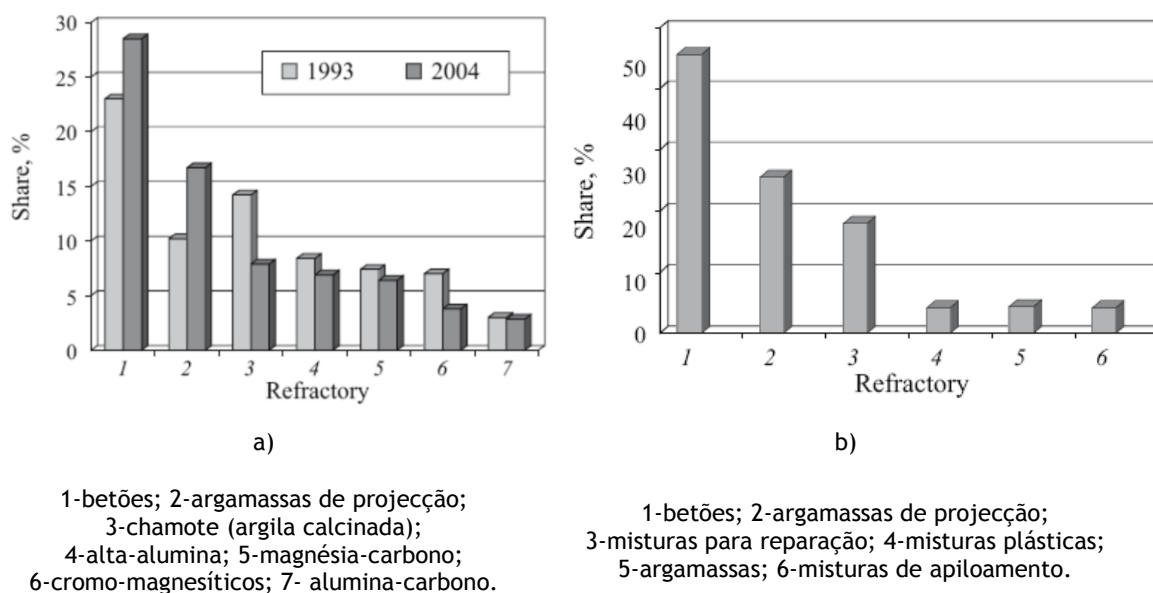 30
25
20
15
10
5
0
Share, %
1993 2004
1 2 3 4 5 6 7
Refractory
a)
1-betões; 2-argamassas de projecção;
3-chamote (argila calcinada);
4-alta-alumina; 5-magnésia-carbono;
6-cromo-magnesíticos; 7- alumina-carbono.
50
40
30
20
10
0
Share, %
1 2 3 4 5 6
Refractory
b)
1-betões; 2-argamassas de projecção;
3-misturas para reparação; 4-misturas plásticas;
5-argamassas; 6-misturas de apiloamento.